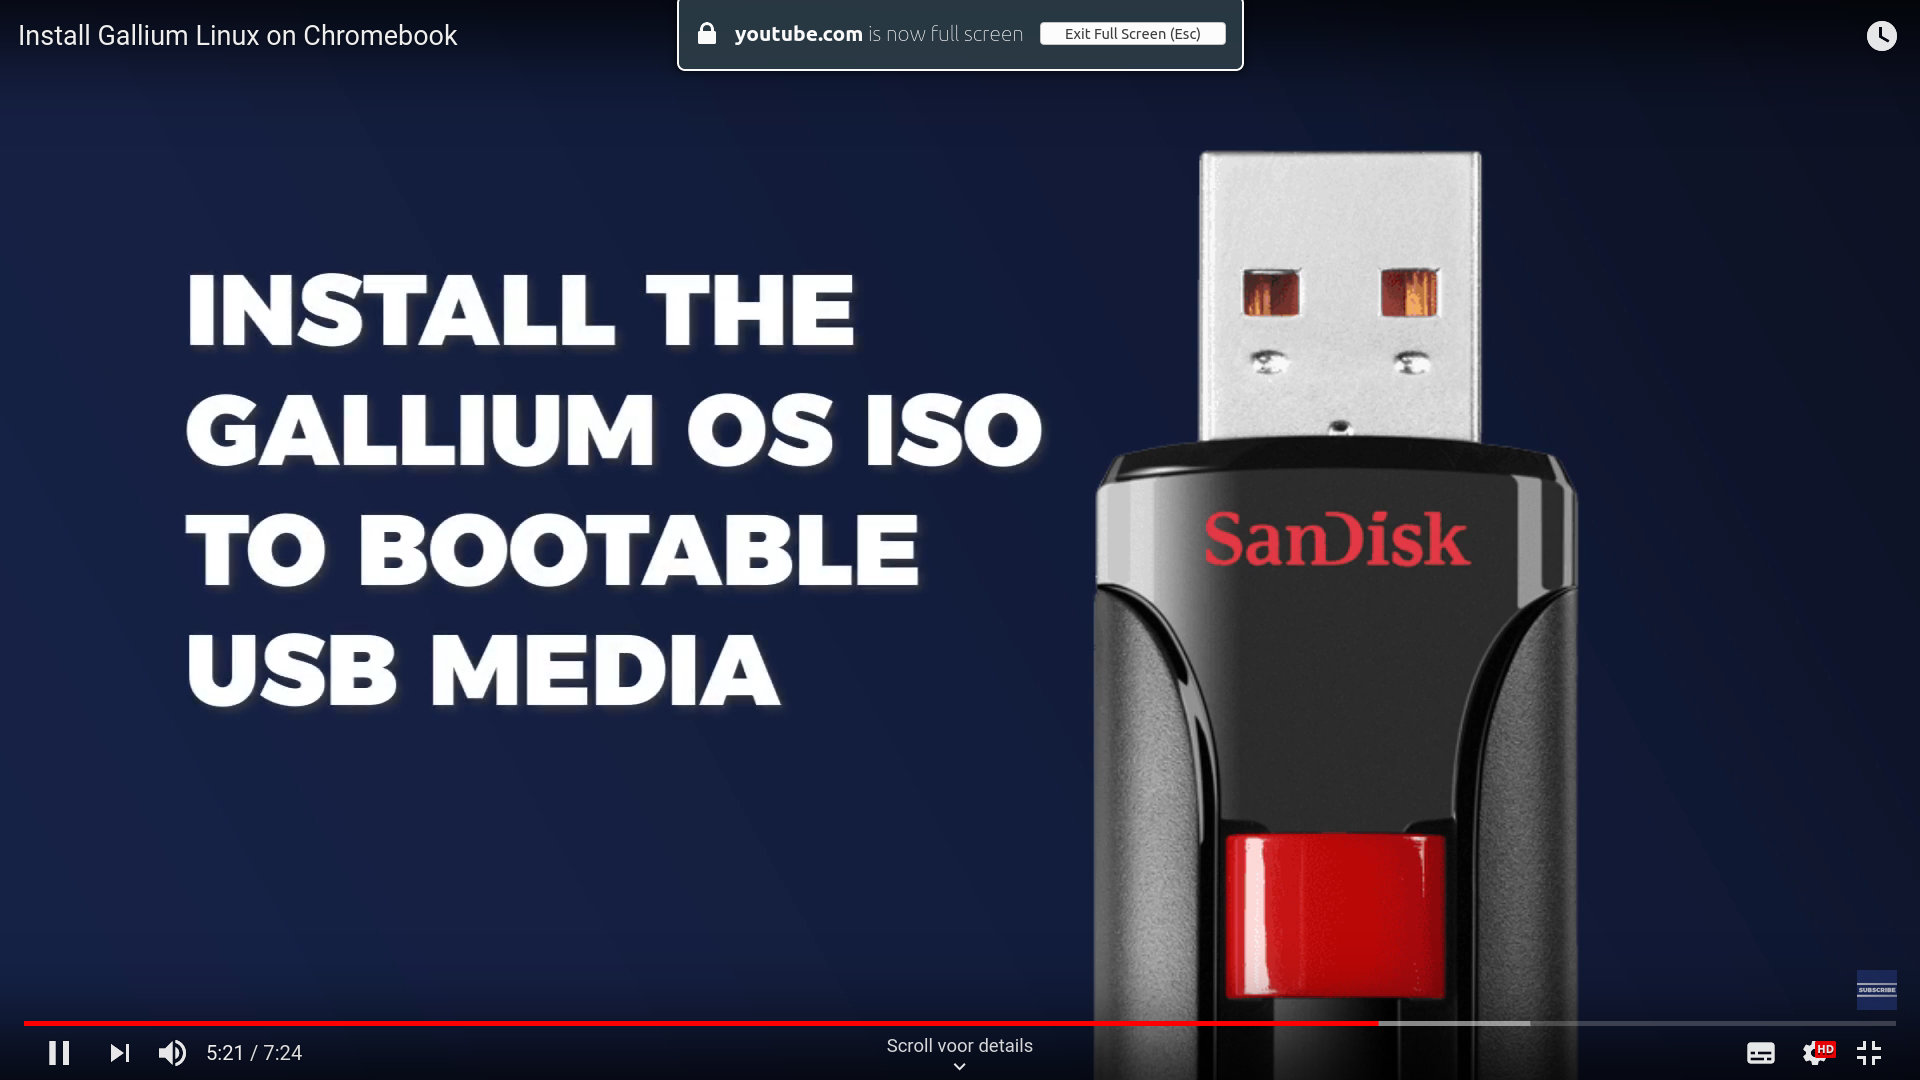 Install Gallium Linux on Chromebook
youtube.com is now full screen
Exit Full Screen (Esc)
INSTALL THE
GALLIUM OS ISO
TO BOOTABLE
USB MEDIA
SanDisk
SUBSCRIBE
5:21 / 7:24
Scroll voor details
HD